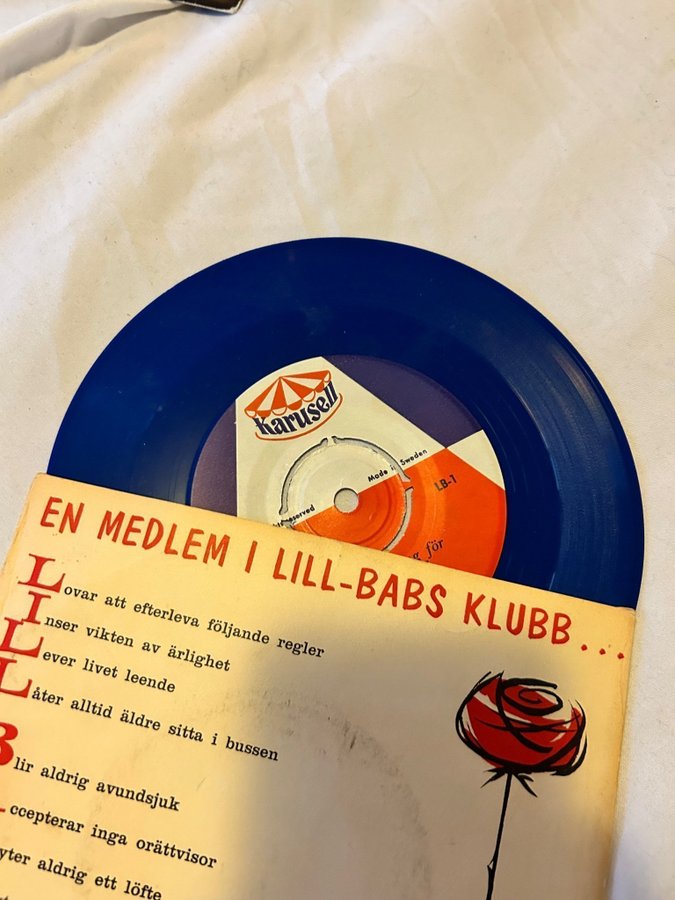 Karusell
Made in Sweden
reserved
LB-1
för
EN MEDLEM I LILL-BABS KLUBB...
Lovar att efterleva följande regler
Inser vikten av ärlighet
Lever livet leende
Låter alltid äldre sitta i bussen
Blir aldrig avundsjuk
ccepterar inga orättvisor
yter aldrig ett löfte